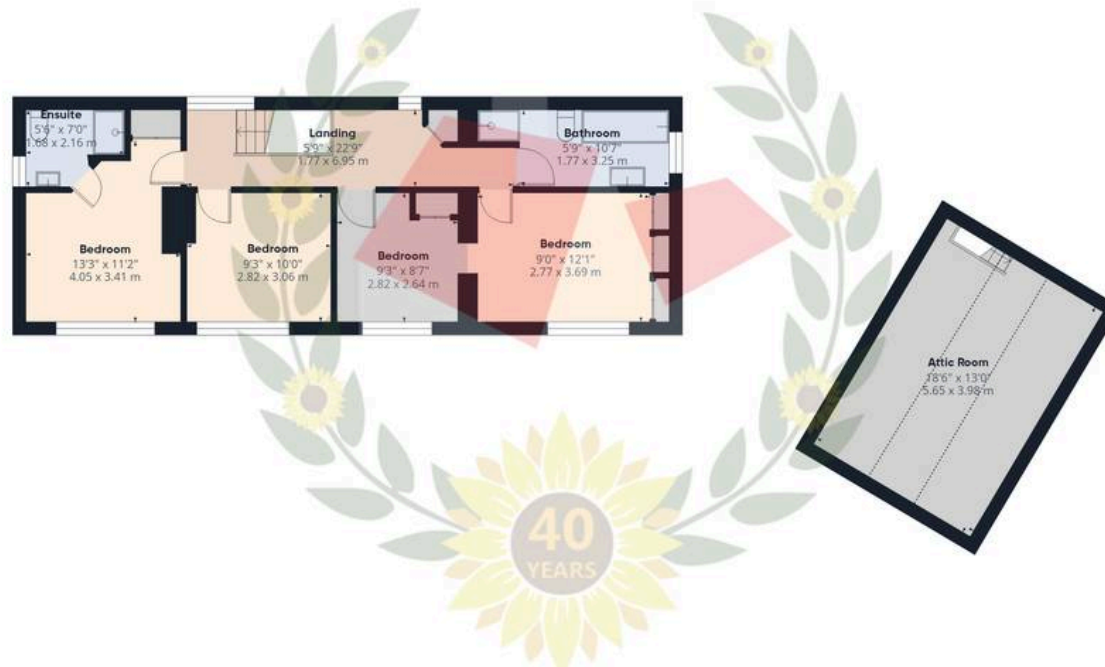 Ensuite
5'6" x 7'0"
1.68 x 2.16 m
Landing
5'9" x 22'9"
1.77 x 6.95 m
Bathroom
5'9" x 10'7"
1.77 x 3.25 m
Bedroom
13'3" x 11'2"
4.05 x 3.41 m
Bedroom
9'3" x 10'0"
2.82 x 3.06 m
Bedroom
9'3" x 8'7"
2.82 x 2.64 m
Bedroom
9'0" x 12'1"
2.77 x 3.69 m
Attic Room
18'6" x 13'0"
5.65 x 3.98 m
40
YEARS